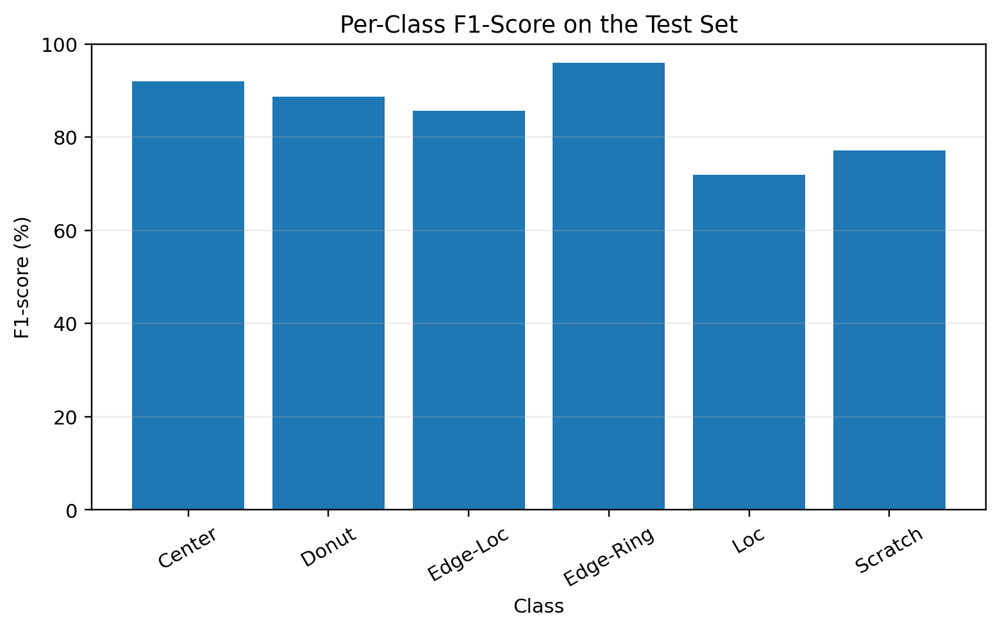 Per-Class F1-Score on the Test Set
100
80
60
40
20
0
F1-score (%)
Center
Donut
Edge-Loc
Edge-Ring
Loc
Scratch
Class